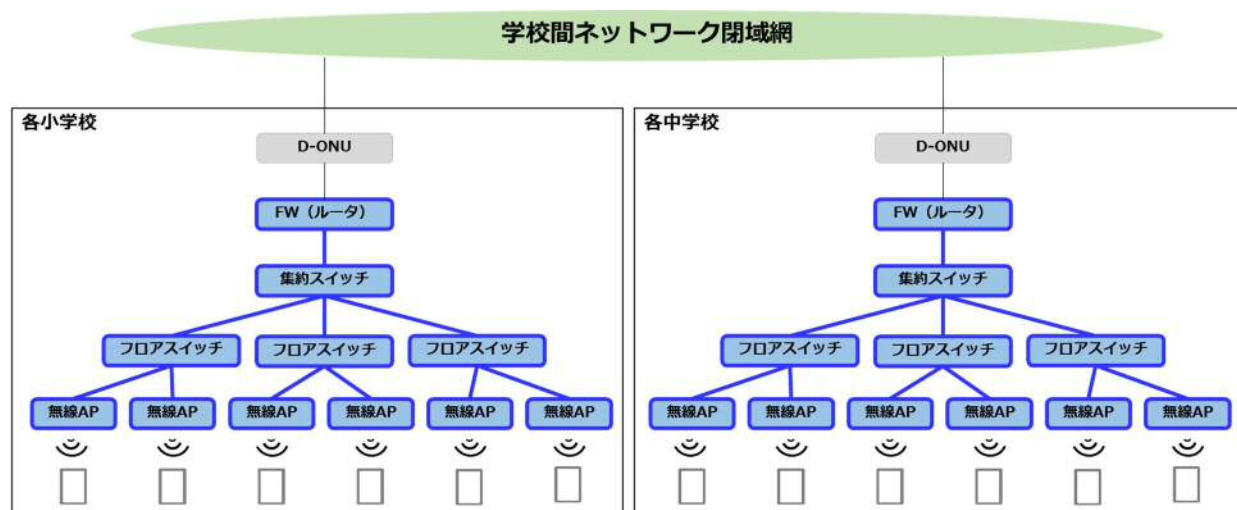 学校間ネットワーク閉域網
各小学校
D-ONU
FW（ルータ）
集約スイッチ
フロアスイッチ
フロアスイッチ
フロアスイッチ
無線AP
無線AP
無線AP
無線AP
無線AP
無線AP
各中学校
D-ONU
FW（ルータ）
集約スイッチ
フロアスイッチ
フロアスイッチ
フロアスイッチ
無線AP
無線AP
無線AP
無線AP
無線AP
無線AP